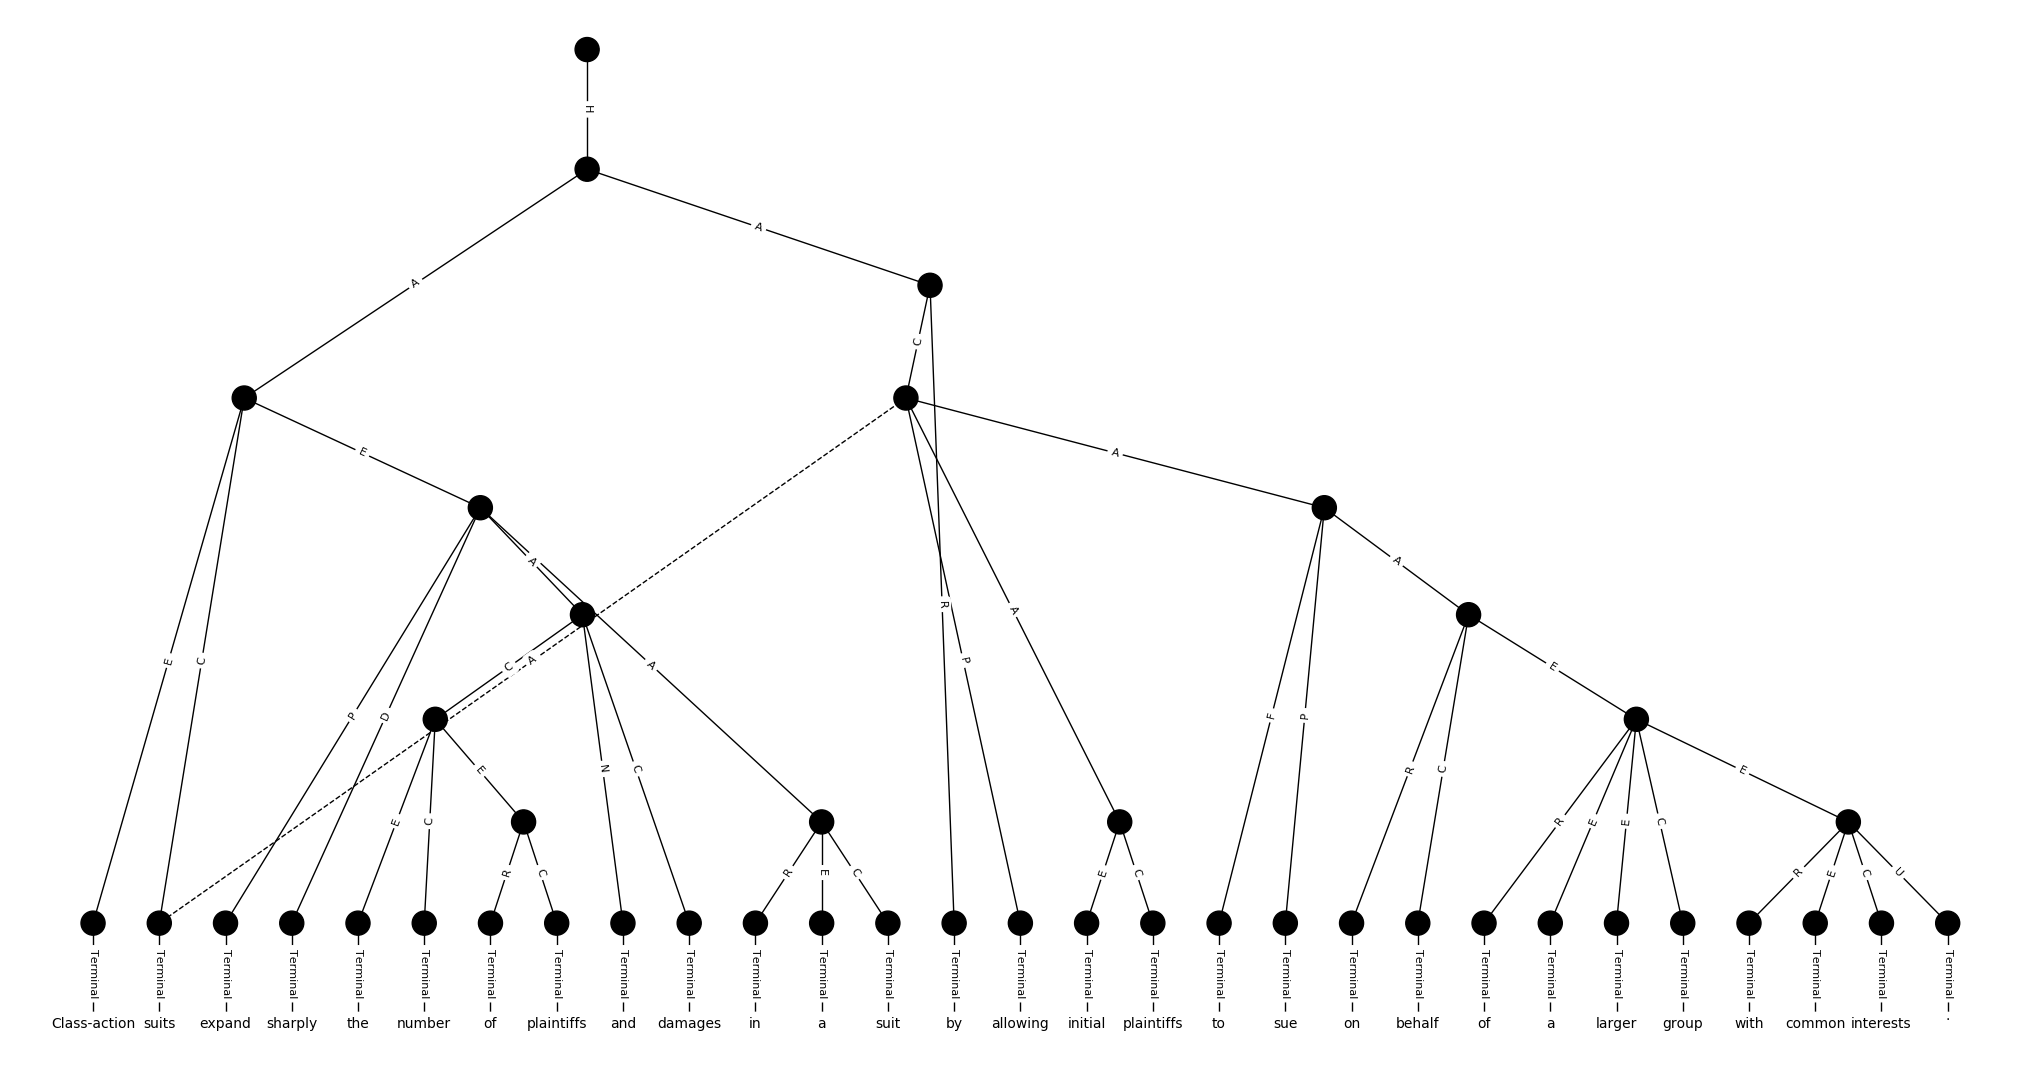 H
A
A
C
E
A
A
A
E
C
P
D
C
A
A
R
P
A
F
P
E
E
C
E
N
C
R
C
R
E
E
C
E
R
C
R
E
C
E
C
R
E
C
U
Terminal Terminal Terminal Terminal Terminal Terminal Terminal Terminal Terminal Terminal Terminal Terminal Terminal Terminal Terminal Terminal Terminal Terminal Terminal Terminal Terminal Terminal Terminal Terminal Terminal Terminal Terminal Terminal Terminal
Class-action suits expand sharply the number of plaintiffs and damages in a suit by allowing initial plaintiffs to sue on behalf of a larger group with common interests .